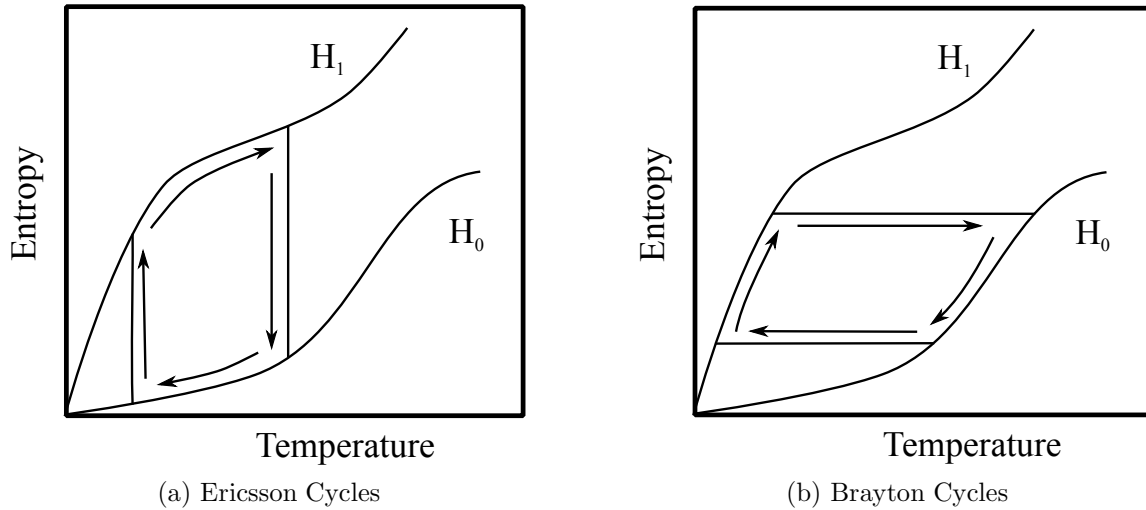 H₁
H₀
Entropy
Temperature
(a) Ericsson Cycles
H₁
H₀
Entropy
Temperature
(b) Brayton Cycles